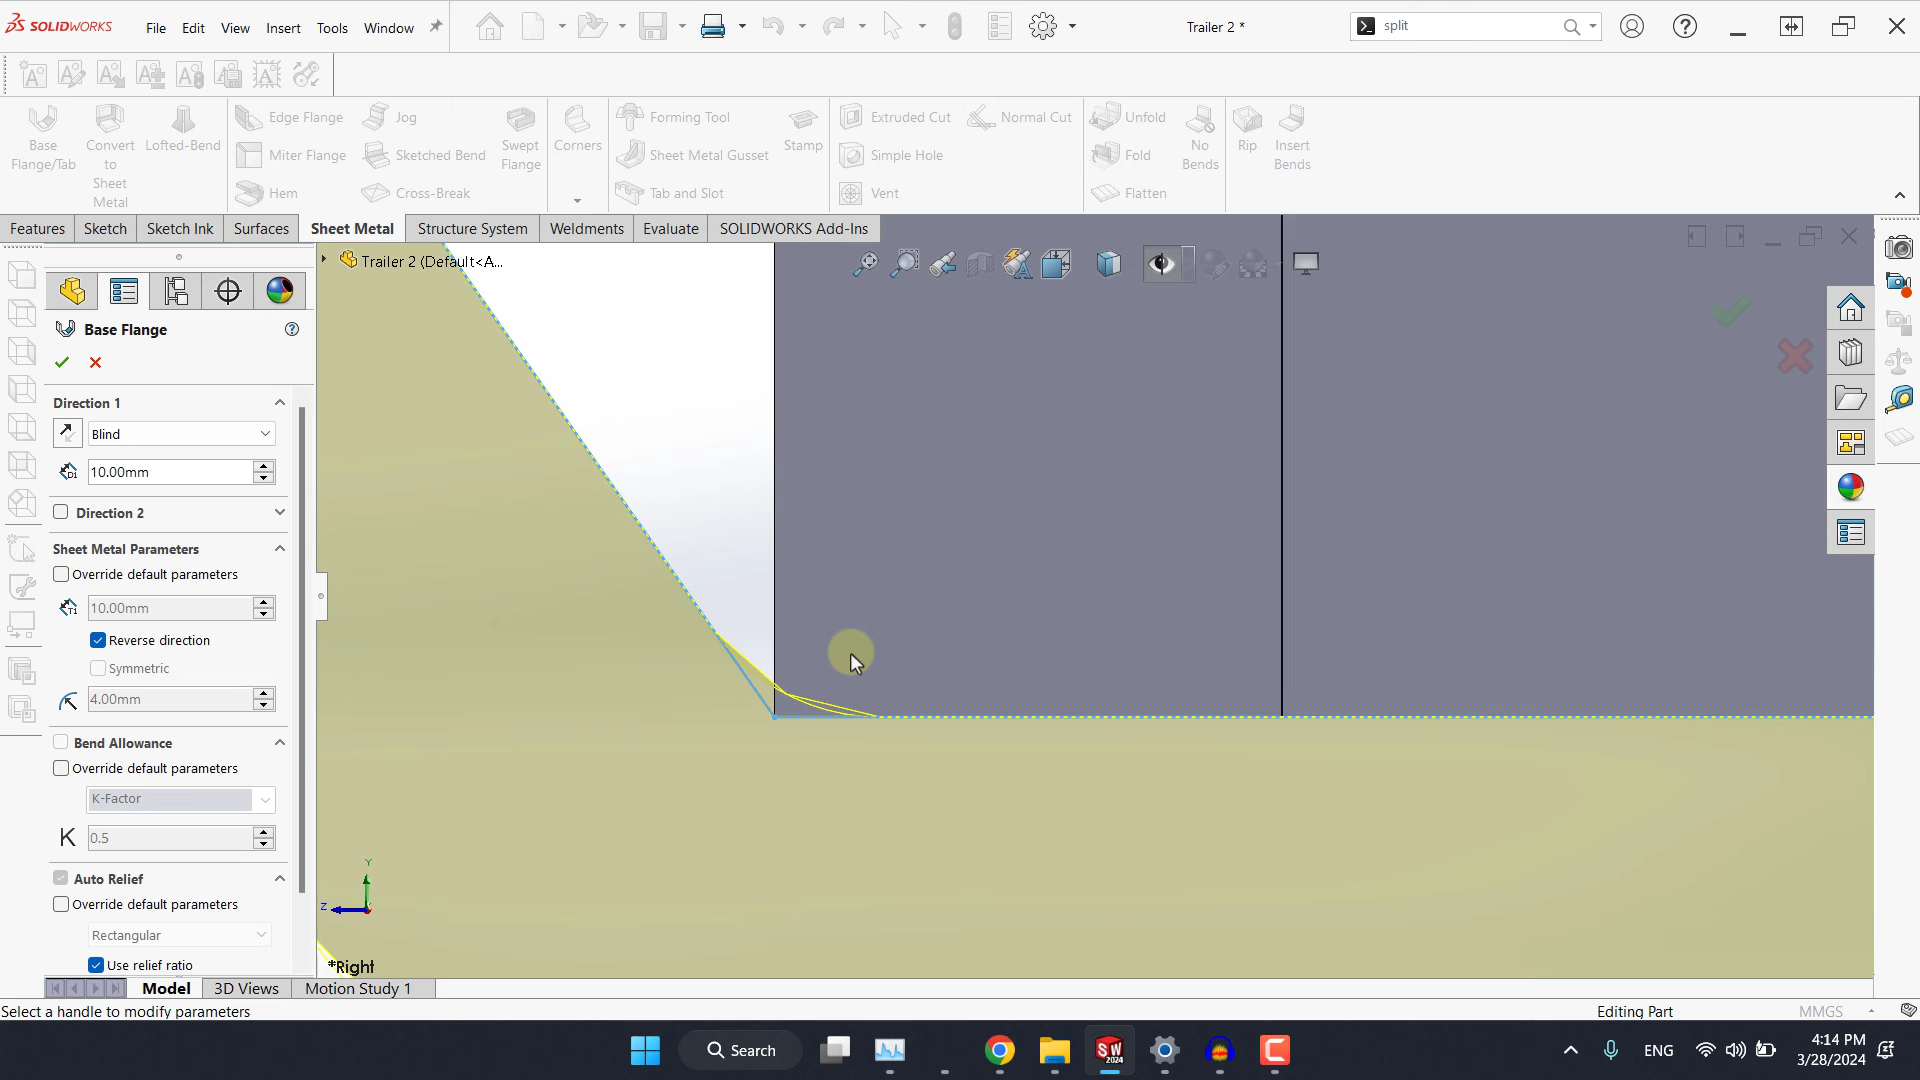 SOLIDWORKS File Edit View Insert Tools Window Trailer 2 * split
Base Flange/Tab Convert to Sheet Metal Lofted-Bend Edge Flange Miter Flange Hem Jog Sketched Bend Cross-Break Swept Flange Corners Forming Tool Sheet Metal Gusset Tab and Slot Stamp Extruded Cut Simple Hole Vent Normal Cut Unfold Fold Flatten No Bends Rip Insert Bends
Features Sketch Sketch Ink Surfaces Sheet Metal Structure System Weldments Evaluate SOLIDWORKS Add-Ins
Trailer 2 (Default<A...
Base Flange
Direction 1
Blind
D1 10.00mm
Direction 2
Sheet Metal Parameters
Override default parameters
T1 10.00mm
Reverse direction
Symmetric
4.00mm
Bend Allowance
Override default parameters
K-Factor
K 0.5
Auto Relief
Override default parameters
Rectangular
Use relief ratio
Y
Z
*Right
Model 3D Views Motion Study 1
Select a handle to modify parameters Editing Part MMGS
Search SW 2024 ENG 4:14 PM
3/28/2024